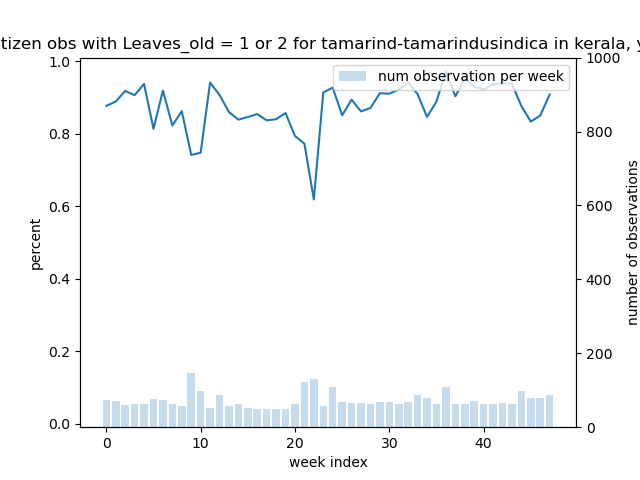 tizen obs with Leaves_old = 1 or 2 for tamarind-tamarindusindica in kerala, y
num observation per week
1.0
0.8
0.6
0.4
0.2
0.0
percent
1000
800
600
400
200
0
number of observations
0 10 20 30 40
week index